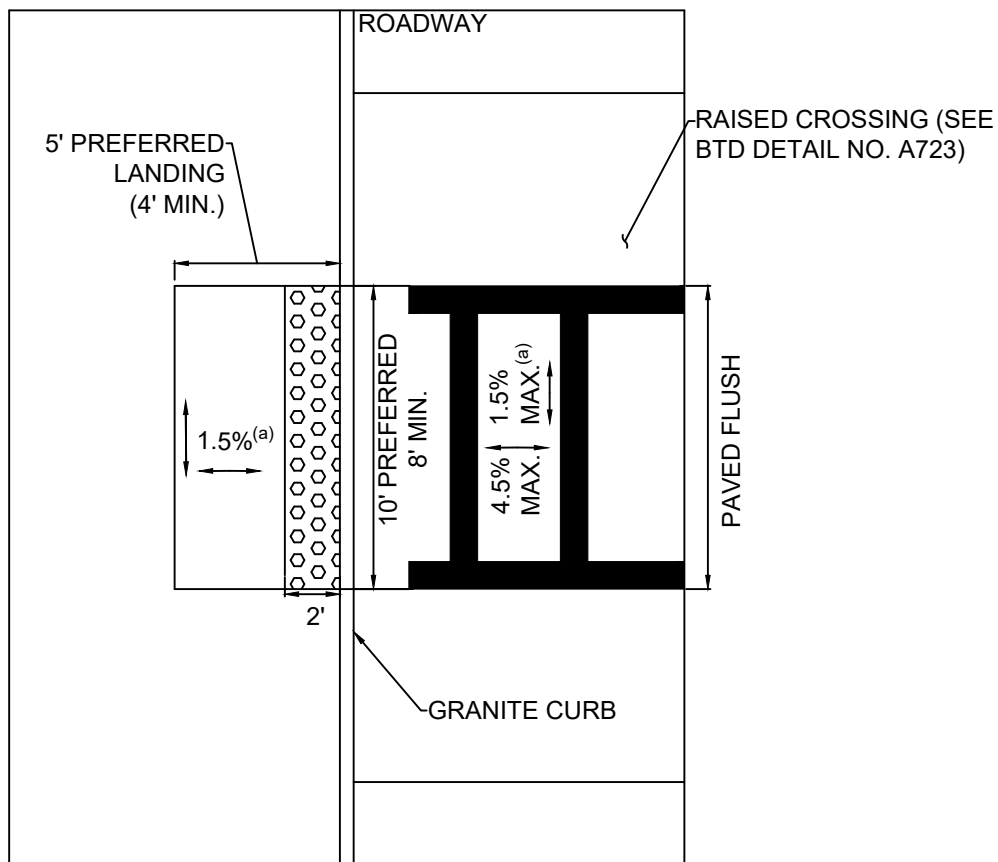 ROADWAY
RAISED CROSSING (SEE
BTD DETAIL NO. A723)
5' PREFERRED
LANDING
(4' MIN.)
1.5%(a)
10' PREFERRED
8' MIN.
1.5%
MAX.(a)
4.5%
MAX.
PAVED FLUSH
2'
GRANITE CURB